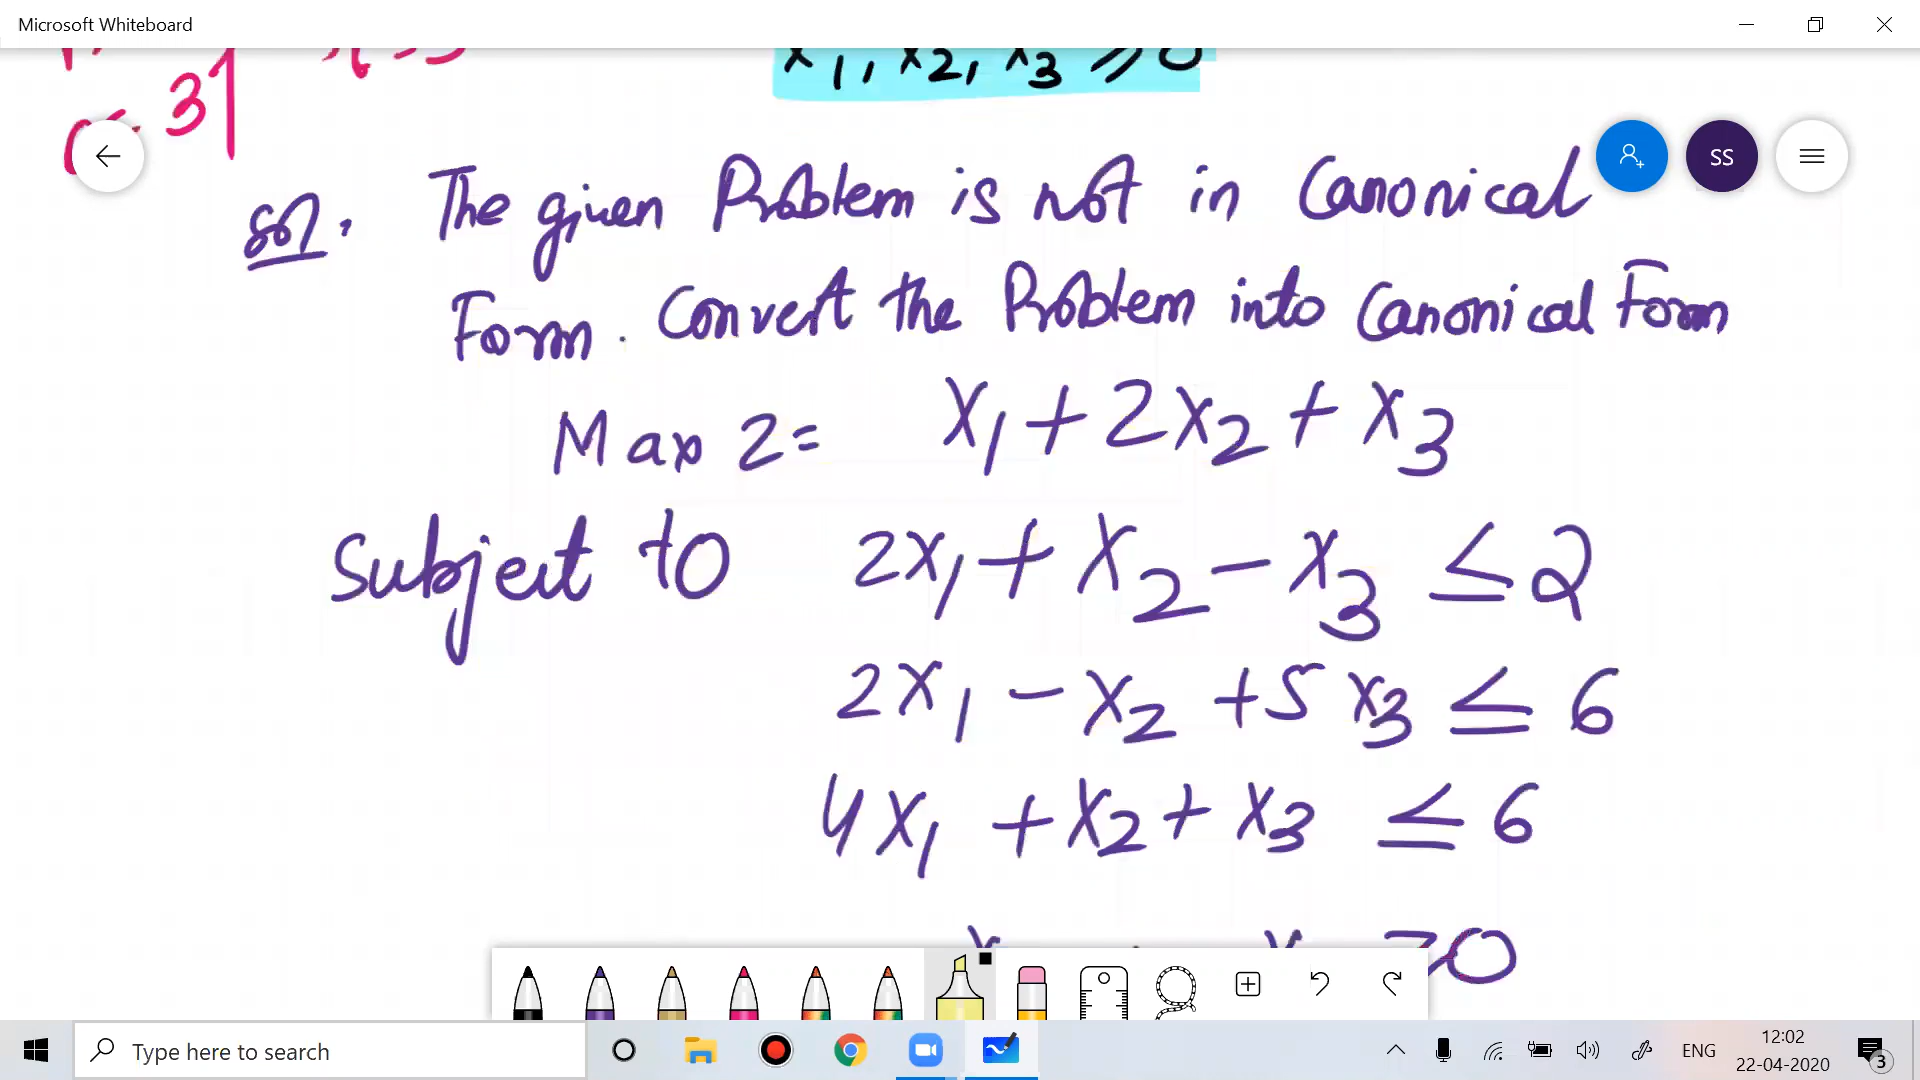 Microsoft Whiteboard
x1, x2, x3 ≥0
3
SS
Sol. The given Problem is not in Canonical
Form. Convert the Problem into Canonical Form
Max Z= x1 + 2x2 + x3
Subject to 2x1 + x2 - x3 ≤ 2
2x1 - x2 + 5x3 ≤ 6
4x1 + x2 + x3 ≤ 6
Type here to search
ENG
12:02
22-04-2020
3